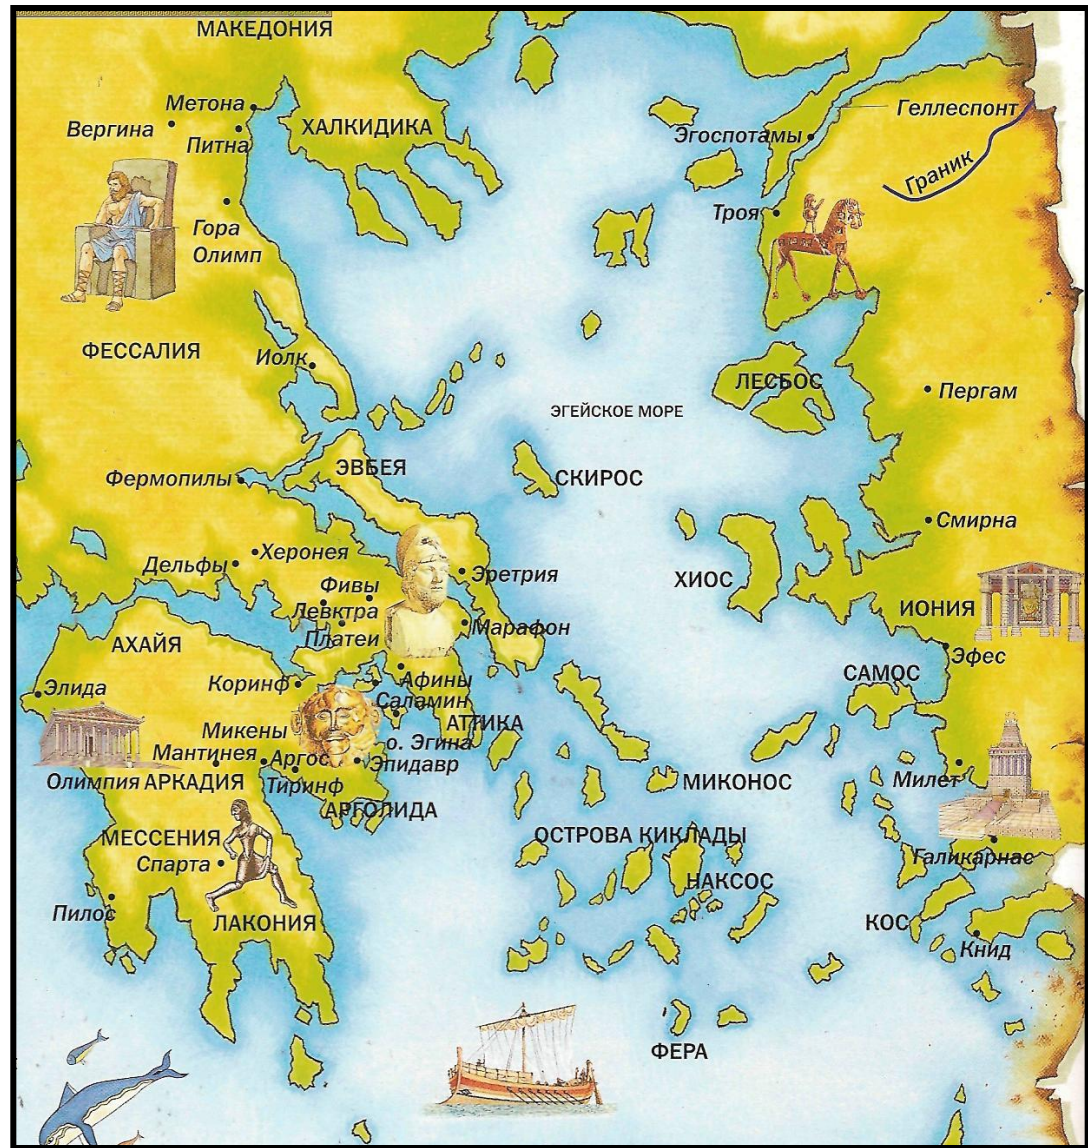 МАКЕДОНИЯ
Метона
Вергина
Питна
ХАЛКИДИКА
Геллеспонт
Эгоспотамы
Граник
Троя
Гора
Олимп
ФЕССАЛИЯ
Иолк
ЛЕСБОС
Пергам
ЭГЕЙСКОЕ МОРЕ
ЭВБЕЯ
СКИРОС
Фермопилы
Смирна
Херонея
Дельфы
Эретрия
ХИОС
Фивы
Левктра
Платеи
Марафон
ИОНИЯ
АХАЙЯ
Эфес
Элида
Коринф
Афины
Саламин
САМОС
АТТИКА
Микены
о. Эгина
Мантинея
Аргос
Эпидавр
Олимпия
АРКАДИЯ
Тиринф
МИКОНОС
Милет
АРГОЛИДА
МЕССЕНИЯ
ОСТРОВА КИКЛАДЫ
Спарта
Галикарнас
НАКСОС
Пилос
ЛАКОНИЯ
КОС
Книд
ФЕРА